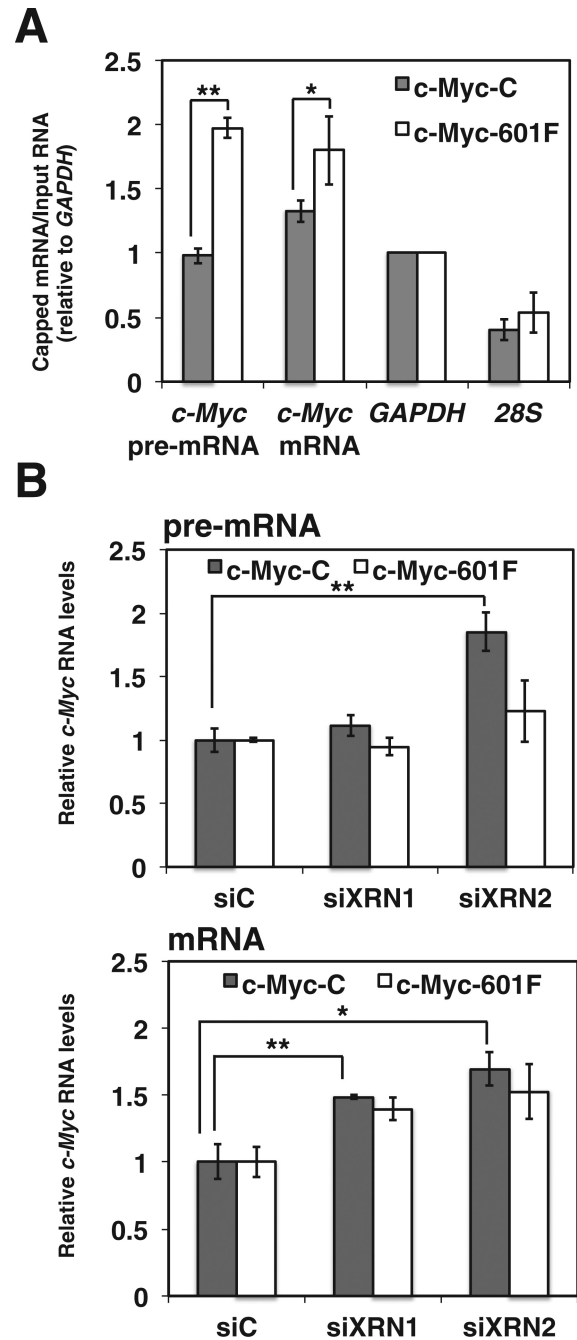 A
Capped mRNA/Input RNA
(relative to GAPDH)
2.5
2
1.5
1
0.5
0
** *
c-Myc-C
c-Myc-601F
c-Myc c-Myc GAPDH 28S
pre-mRNA mRNA
B
pre-mRNA
Relative c-Myc RNA levels
2.5
2
1.5
1
0.5
0
c-Myc-C c-Myc-601F
**
siC siXRN1 siXRN2
mRNA
Relative c-Myc RNA levels
2.5
2
1.5
1
0.5
0
c-Myc-C c-Myc-601F
*
**
siC siXRN1 siXRN2